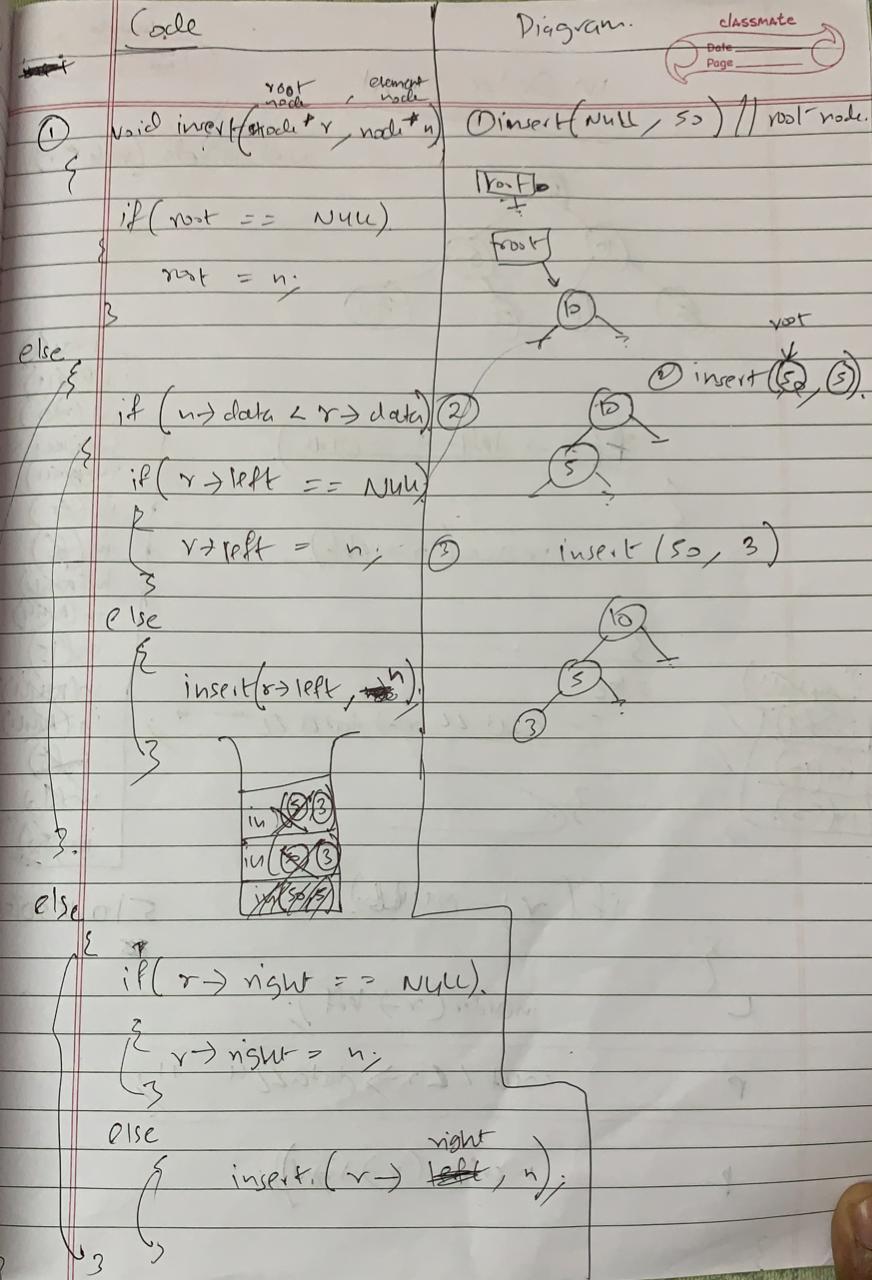 Code
Diagram.
classmate
Date
Page
root node , element node
① void insert(node* r, node* n)
{
if ( root == NULL)
{
root = n;
}
else
{
if ( n→data < r→data)
{
if ( r→left == NULL)
{
r→left = n;
}
else
{
insert(r→left, n);
}
in (5, 3)
in (50, 3)
in (50, 5)
}.
else
{
if( r→ right == NULL).
{
r→ right = n;
}
else
{
insert. ( r→ right, n);
}
}
① insert(NULL, 50) // root node.
root
root
10
root
② insert(50, 5).
②
10
5
③ insert (50, 3)
10
5
3